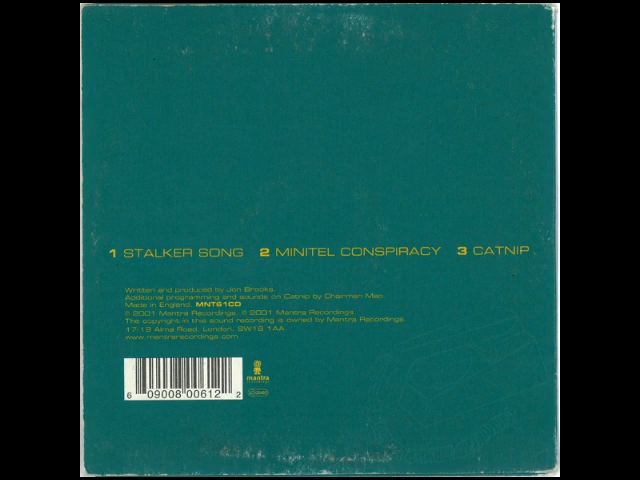 1 STALKER SONG 2 MINITEL CONSPIRACY 3 CATNIP
Written and produced by Jon Brooks.
Additional programming and sounds on Catnip by Chairman Mao.
Made in England. MNT61CD
℗ 2001 Mantra Recordings. © 2001 Mantra Recordings.
The copyright in this sound recording is owned by Mantra Recordings.
17-19 Alma Road, London, SW18 1AA
www.mantrarecordings.com
mantra
recordings
6 09008 00612 2